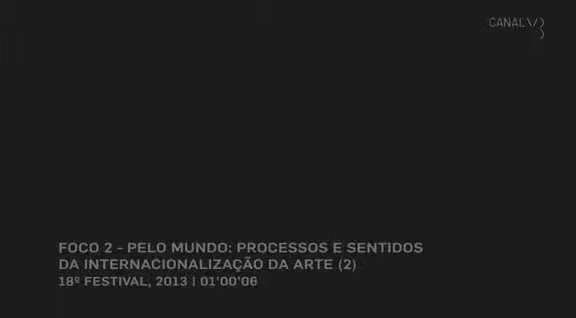 CANAL VB
FOCO 2 - PELO MUNDO: PROCESSOS E SENTIDOS
DA INTERNACIONALIZAÇÃO DA ARTE (2)
18º FESTIVAL, 2013 | 01'00'06